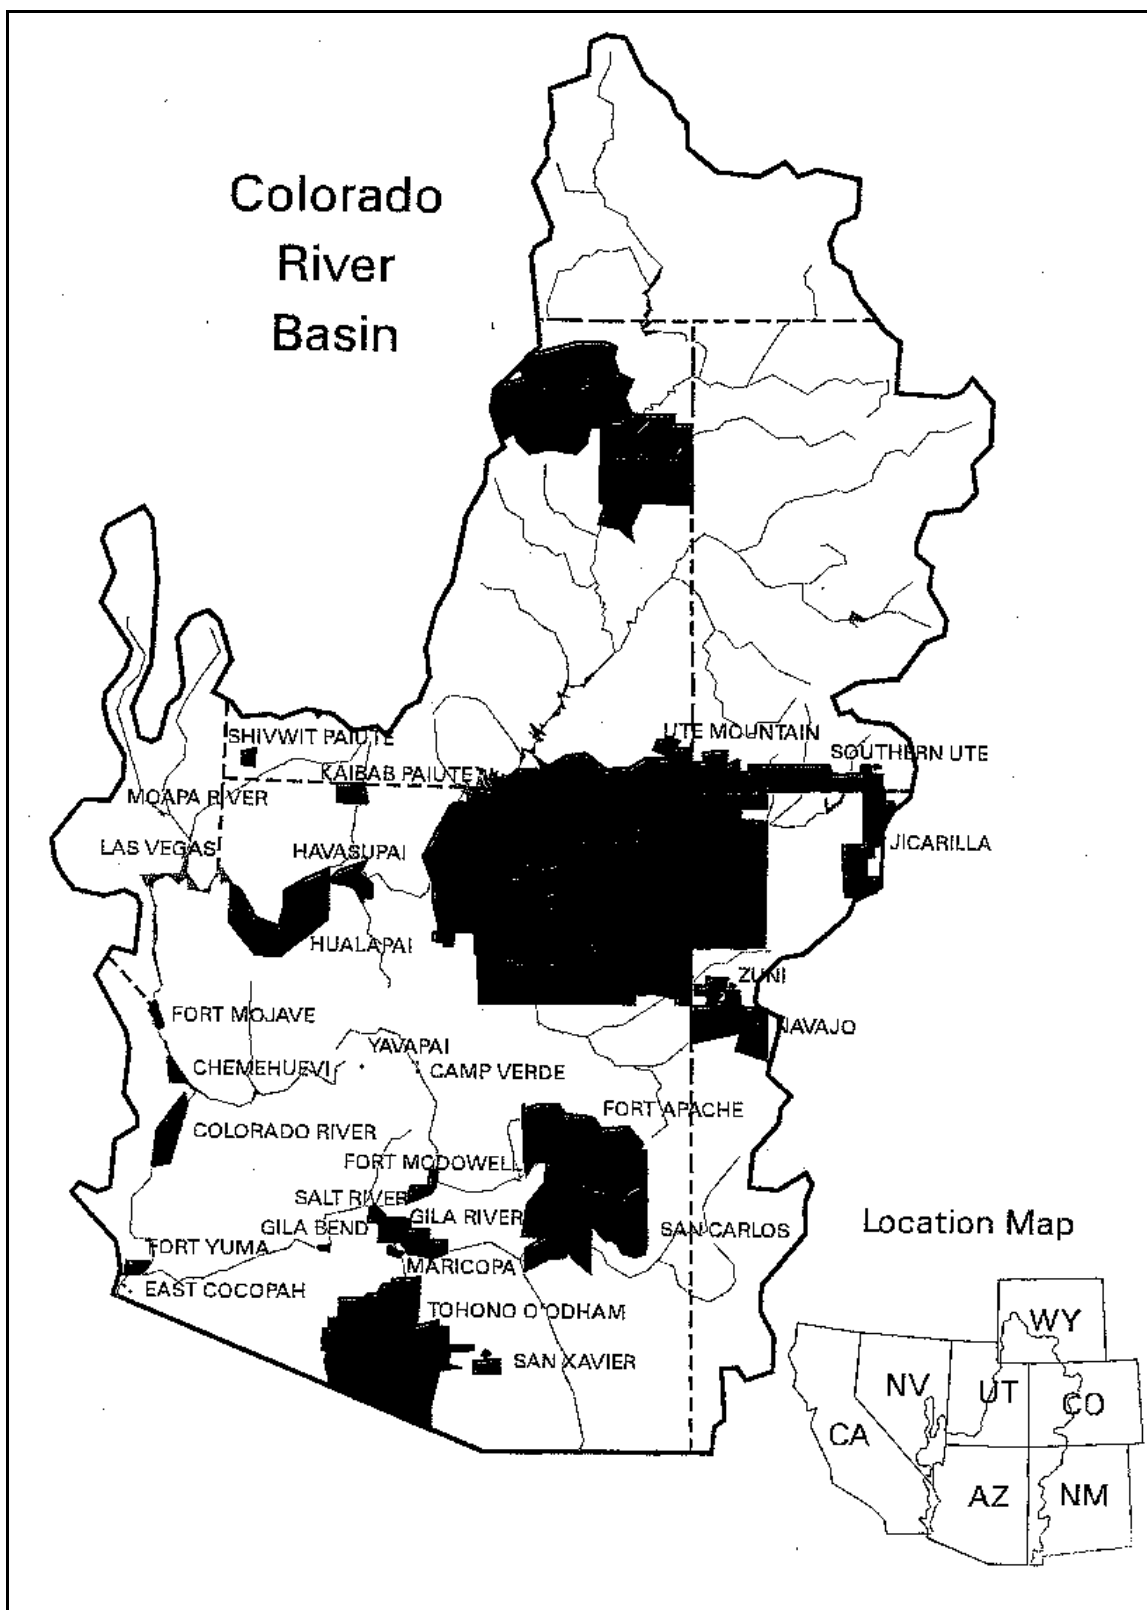 Colorado
River
Basin
UTE MOUNTAIN
SHIVWIT PAIUTE
SOUTHERN UTE
KAIBAB PAIUTE
MOAPA RIVER
LAS VEGAS
HAVASUPAI
JICARILLA
HUALAPAI
ZUNI
FORT MOJAVE
NAVAJO
YAVAPAI
CHEMEHUEVI
CAMP VERDE
FORT APACHE
COLORADO RIVER
FORT MCDOWELL
SALT RIVER
GILA RIVER
GILA BEND
SAN CARLOS
FORT YUMA
MARICOPA
EAST COCOPAH
TOHONO O'ODHAM
SAN XAVIER
Location Map
WY
NV
UT
CO
CA
AZ
NM